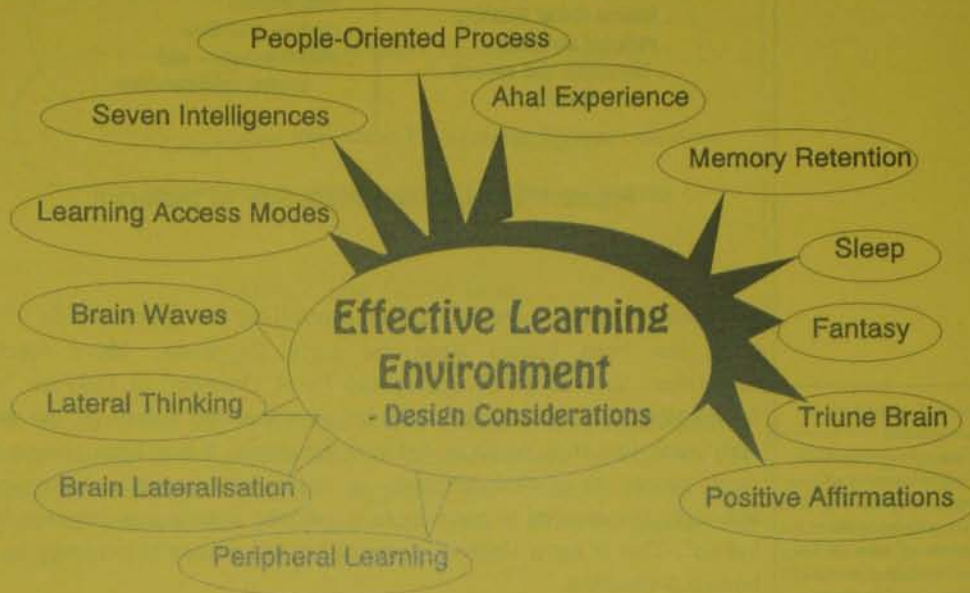 People-Oriented Process
Aha! Experience
Seven Intelligences
Memory Retention
Learning Access Modes
Sleep
Brain Waves
Effective Learning
Environment
- Design Considerations
Fantasy
Lateral Thinking
Triune Brain
Brain Lateralisation
Positive Affirmations
Peripheral Learning